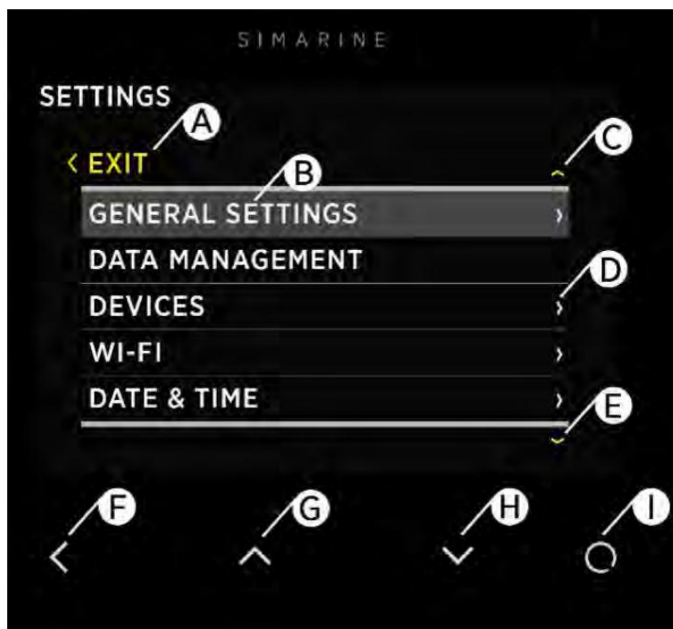 SIMARINE
SETTINGS
A
< EXIT
C
B
GENERAL SETTINGS
DATA MANAGEMENT
D
DEVICES
WI-FI
DATE & TIME
E
F
G
H
I